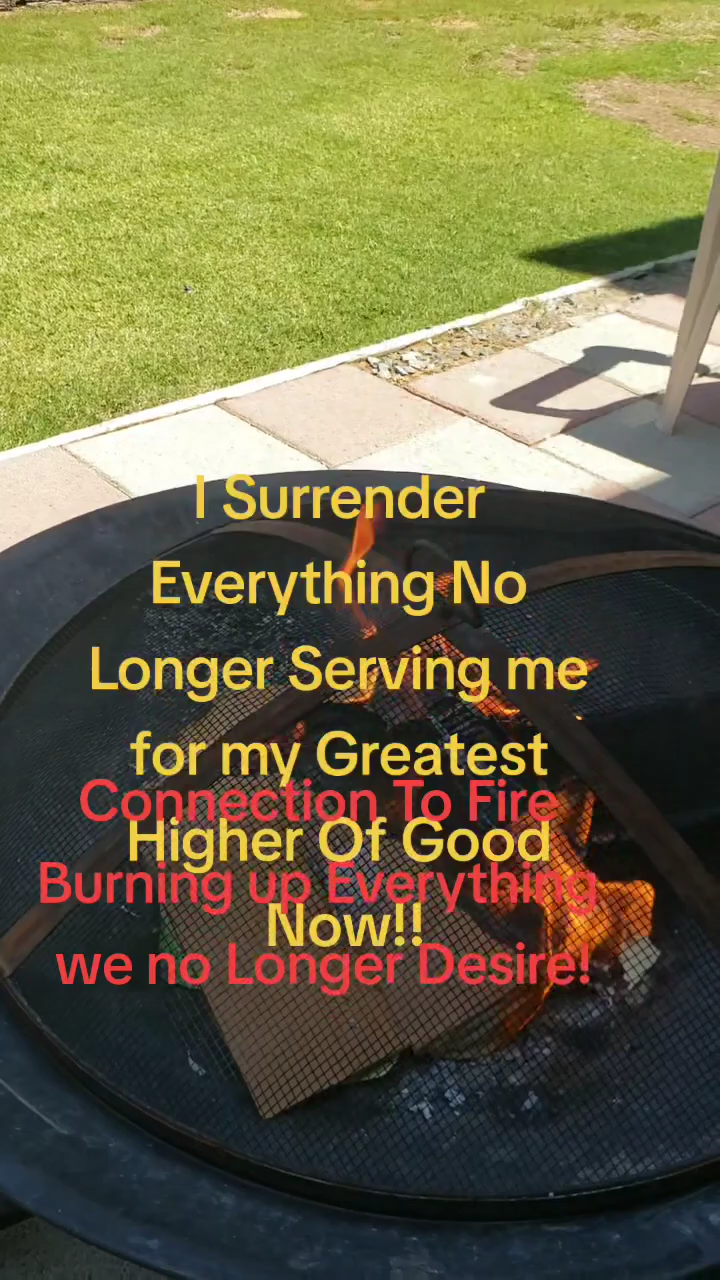 I Surrender
Everything No
Longer Serving me
for my Greatest
Higher Of Good
Now!!
Connection To Fire
Burning up Everything
we no Longer Desire!